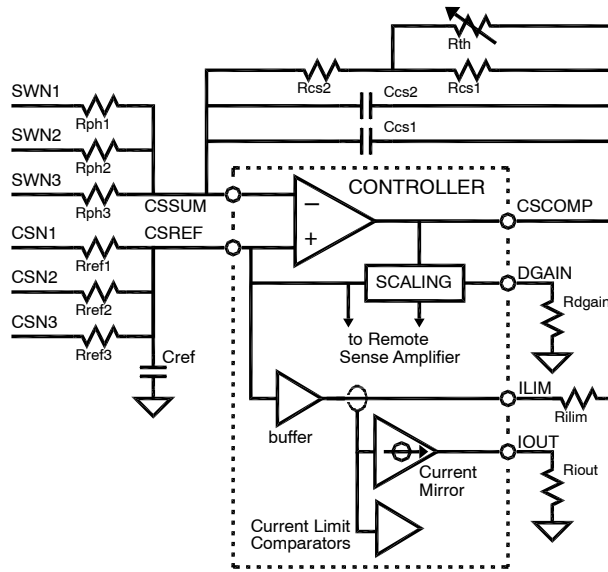 Rth
Rcs2
Rcs1
Ccs2
Ccs1
SWN1
Rph1
SWN2
Rph2
SWN3
Rph3
CSSUM
CONTROLLER
CSCOMP
CSN1
CSREF
Rref1
CSN2
Rref2
CSN3
Rref3
Cref
−
+
SCALING
DGAIN
Rdgain
to Remote
Sense Amplifier
buffer
ILIM
Rilim
IOUT
Riout
Current
Mirror
Current Limit
Comparators